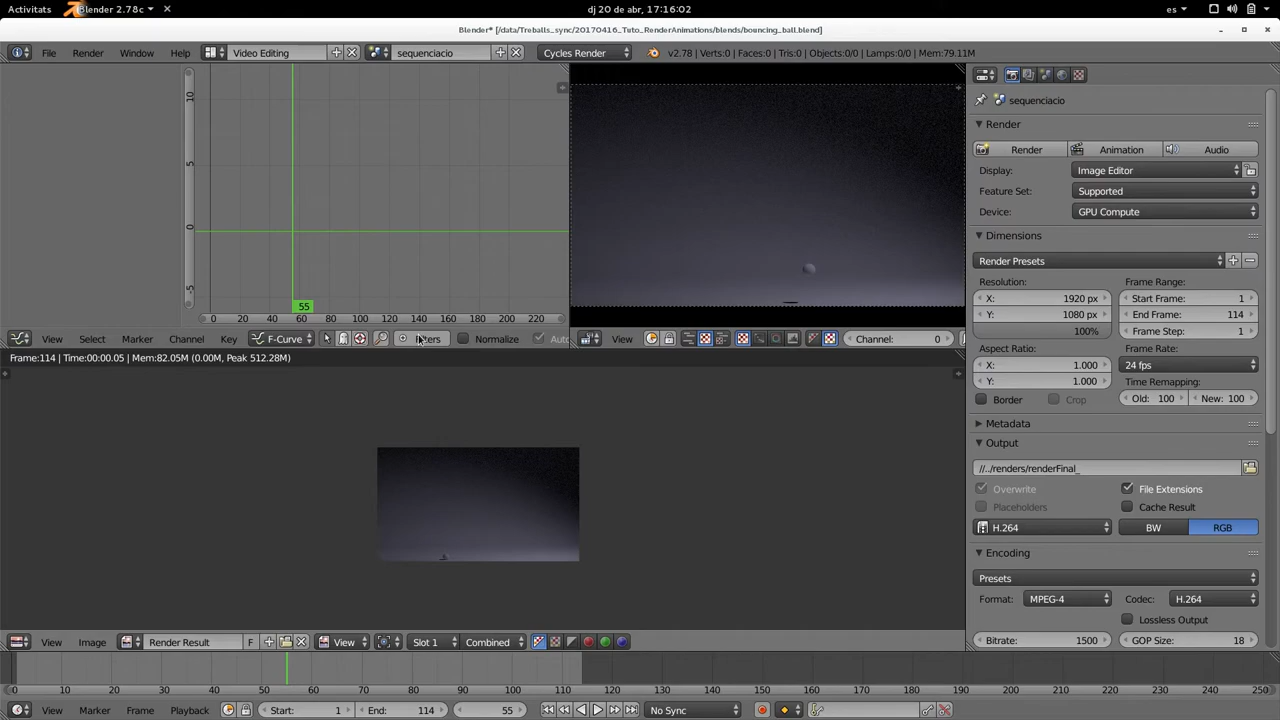 Activitats
Blender 2.78c
dj 20 de abr, 17:16:02
es
Blender* [/data/Treballs_sync/20170416_Tuto_RenderAnimations/blends/bouncing_ball.blend]
File Render Window Help Video Editing sequenciacio Cycles Render v2.78 | Verts:0 | Faces:0 | Tris:0 | Objects:0/0 | Lamps:0/0 | Mem:79.11M
10
5
0
-5
55
0 20 40 60 80 100 120 140 160 180 200 220
View Select Marker Channel Key F-Curve Normalize
View Channel: 0
sequenciacio
Render
Render Animation Audio
Display: Image Editor
Feature Set: Supported
Device: GPU Compute
Dimensions
Render Presets
Resolution: Frame Range:
X: 1920 px Start Frame: 1
Y: 1080 px End Frame: 114
100% Frame Step: 1
Aspect Ratio: Frame Rate:
X: 1.000 24 fps
Y: 1.000 Time Remapping:
Border Crop Old: 100 New: 100
Metadata
Output
//../renders/renderFinal_
Overwrite File Extensions
Placeholders Cache Result
H.264 BW RGB
Encoding
Presets
Format: MPEG-4 Codec: H.264
Lossless Output
Bitrate: 1500 GOP Size: 18
Frame:114 | Time:00:00.05 | Mem:82.05M (0.00M, Peak 512.28M)
View Image Render Result F View Slot 1 Combined
0 10 20 30 40 50 60 70 80 90 100 110 120 130 140 150 160 170 180 190 200 210 220 230 240 250
View Marker Frame Playback Start: 1 End: 114 55 No Sync